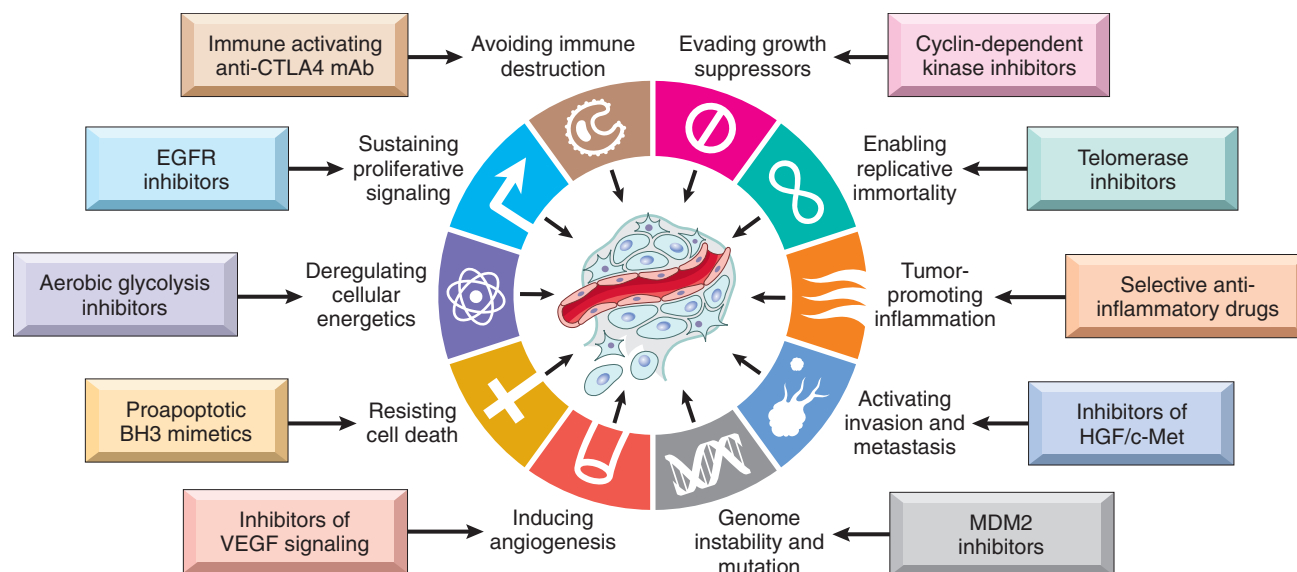 Immune activating
anti-CTLA4 mAb
Avoiding immune
destruction
Evading growth
suppressors
Cyclin-dependent
kinase inhibitors
EGFR
inhibitors
Sustaining
proliferative
signaling
Enabling
replicative
immortality
Telomerase
inhibitors
Aerobic glycolysis
inhibitors
Deregulating
cellular
energetics
Tumor-
promoting
inflammation
Selective anti-
inflammatory drugs
Proapoptotic
BH3 mimetics
Resisting
cell death
Activating
invasion and
metastasis
Inhibitors of
HGF/c-Met
Inhibitors of
VEGF signaling
Inducing
angiogenesis
Genome
instability and
mutation
MDM2
inhibitors